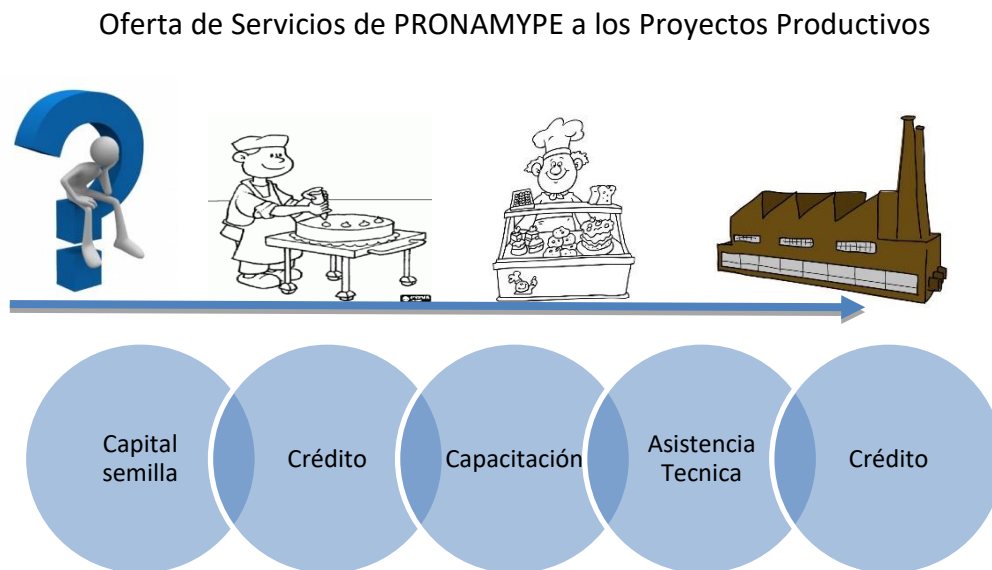 Oferta de Servicios de PRONAMYPE a los Proyectos Productivos
Capital
semilla
Crédito
Capacitación
Asistencia
Tecnica
Crédito